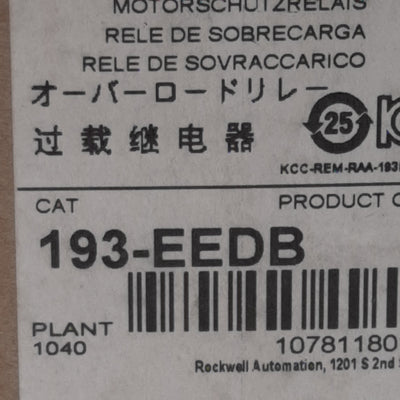 MOTORSCHUTZRELAIS
RELE DE SOBRECARGA
RELE DE SOVRACCARICO
オーバーロードリレー
过载继电器
25
KCC-REM-RAA-193
CAT
PRODUCT
193-EEDB
PLANT
1040
10781180
Rockwell Automation, 1201 S 2nd